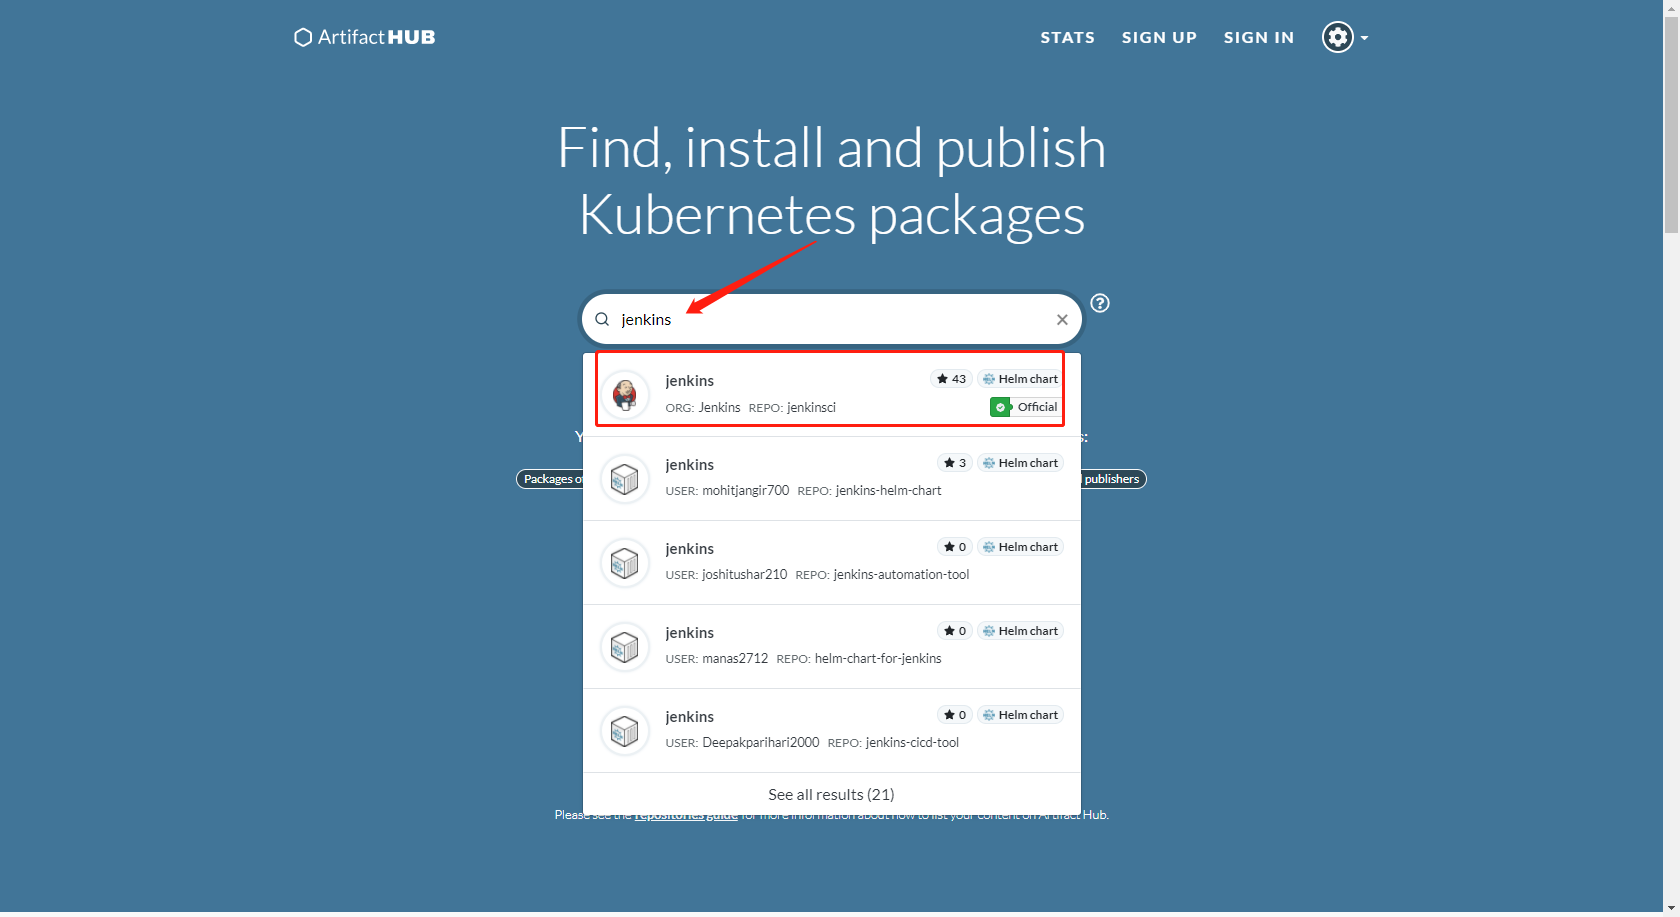 ArtifactHUB STATS SIGN UP SIGN IN
Find, install and publish
Kubernetes packages
jenkins
jenkins 43 Helm chart
ORG: Jenkins REPO: jenkinsci Official
jenkins 3 Helm chart
USER: mohitjangir700 REPO: jenkins-helm-chart
Packages publishers
jenkins 0 Helm chart
USER: joshitushar210 REPO: jenkins-automation-tool
jenkins 0 Helm chart
USER: manas2712 REPO: helm-chart-for-jenkins
jenkins 0 Helm chart
USER: Deepakparihari2000 REPO: jenkins-cicd-tool
See all results (21)
Please see the repositories guide for more information about how to list your content on Artifact Hub.